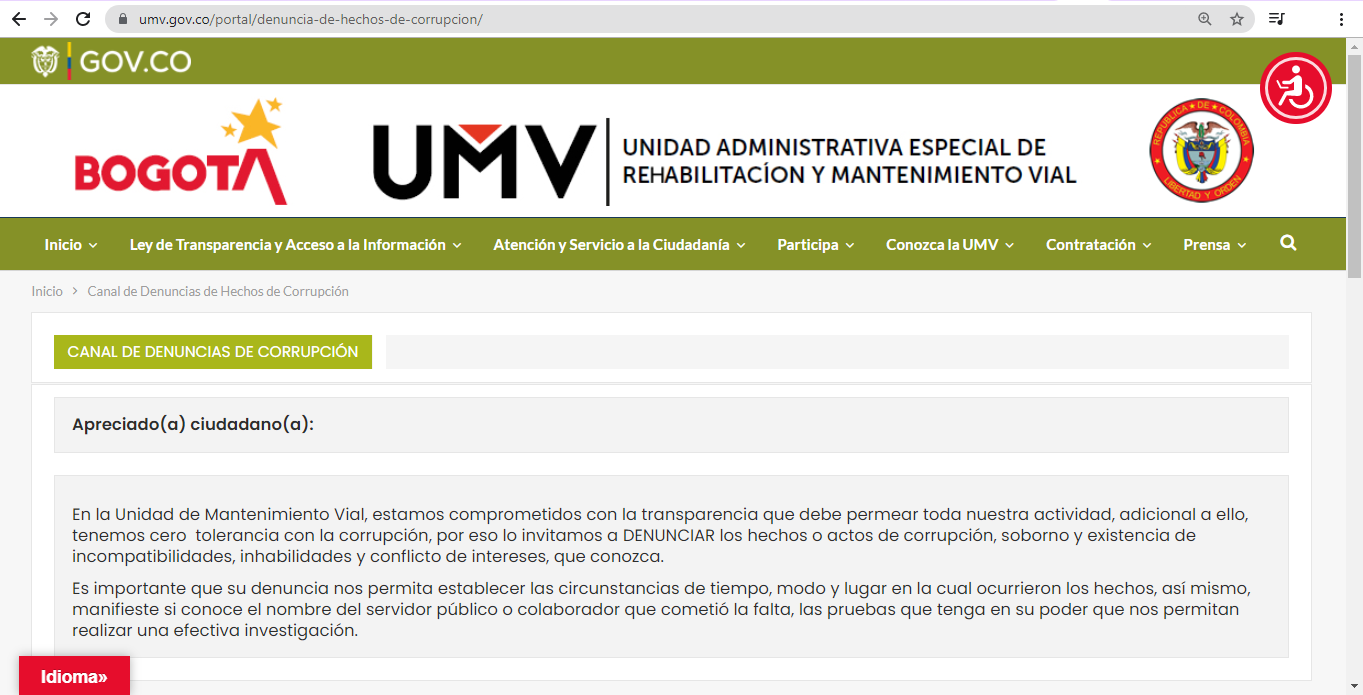 umv.gov.co/portal/denuncia-de-hechos-de-corrupcion/
GOV.CO
BOGOTÁ
UMV
UNIDAD ADMINISTRATIVA ESPECIAL DE
REHABILITACÍON Y MANTENIMIENTO VIAL
REPUBLICA DE COLOMBIA
LIBERTAD Y ORDEN
Inicio
Ley de Transparencia y Acceso a la Información
Atención y Servicio a la Ciudadanía
Participa
Conozca la UMV
Contratación
Prensa
Inicio > Canal de Denuncias de Hechos de Corrupción
CANAL DE DENUNCIAS DE CORRUPCIÓN
Apreciado(a) ciudadano(a):
En la Unidad de Mantenimiento Vial, estamos comprometidos con la transparencia que debe permear toda nuestra actividad, adicional a ello,
tenemos cero  tolerancia con la corrupción, por eso lo invitamos a DENUNCIAR los hechos o actos de corrupción, soborno y existencia de
incompatibilidades, inhabilidades y conflicto de intereses, que conozca.
Es importante que su denuncia nos permita establecer las circunstancias de tiempo, modo y lugar en la cual ocurrieron los hechos, así mismo,
manifieste si conoce el nombre del servidor público o colaborador que cometió la falta, las pruebas que tenga en su poder que nos permitan
realizar una efectiva investigación.
Idioma»